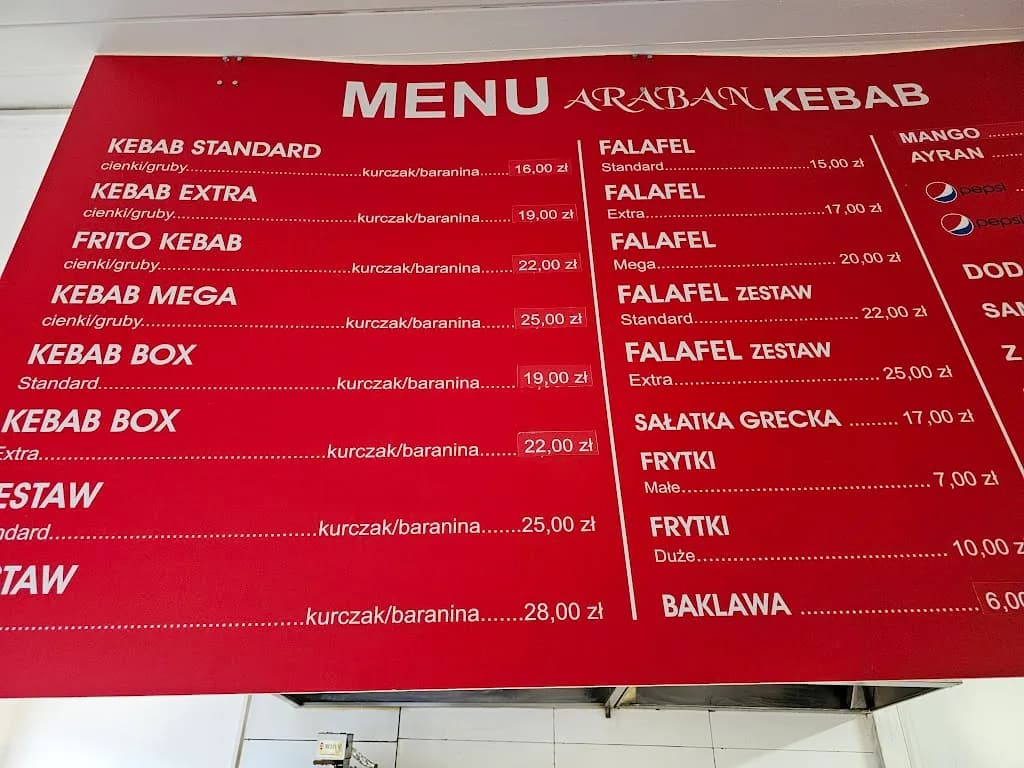 MENU ARABAN KEBAB
KEBAB STANDARD
cienki/gruby..........kurczak/baranina...... 16,00 zł
KEBAB EXTRA
cienki/gruby..........kurczak/baranina...... 19,00 zł
FRITO KEBAB
cienki/gruby..........kurczak/baranina...... 22,00 zł
KEBAB MEGA
cienki/gruby..........kurczak/baranina...... 25,00 zł
KEBAB BOX
Standard..........kurczak/baranina...... 19,00 zł
KEBAB BOX
Extra..........kurczak/baranina...... 22,00 zł
ESTAW
ndard..........kurczak/baranina.......25,00 zł
TAW
..........kurczak/baranina.......28,00 zł
FALAFEL
Standard..........15,00 zł
FALAFEL
Extra..........17,00 zł
FALAFEL
Mega..........20,00 zł
FALAFEL ZESTAW
Standard..........22,00 zł
FALAFEL ZESTAW
Extra..........25,00 zł
SAŁATKA GRECKA ......... 17,00 zł
FRYTKI
Małe..........7,00 zł
FRYTKI
Duże..........10,00 z
BAKLAWA ..........6,00
MANGO ......
AYRAN ......
pepsi ..
pepsi
DOD
SA
Z